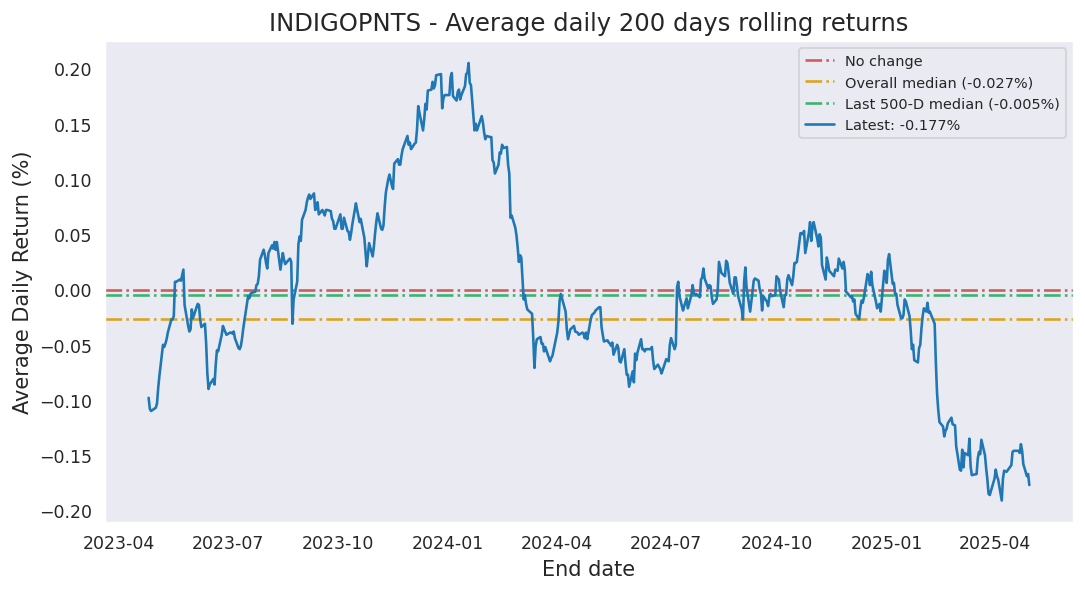 INDIGOPNTS - Average daily 200 days rolling returns
No change
Overall median (-0.027%)
Last 500-D median (-0.005%)
Latest: -0.177%
Average Daily Return (%)
0.20
0.15
0.10
0.05
0.00
−0.05
−0.10
−0.15
−0.20
2023-04 2023-07 2023-10 2024-01 2024-04 2024-07 2024-10 2025-01 2025-04
End date